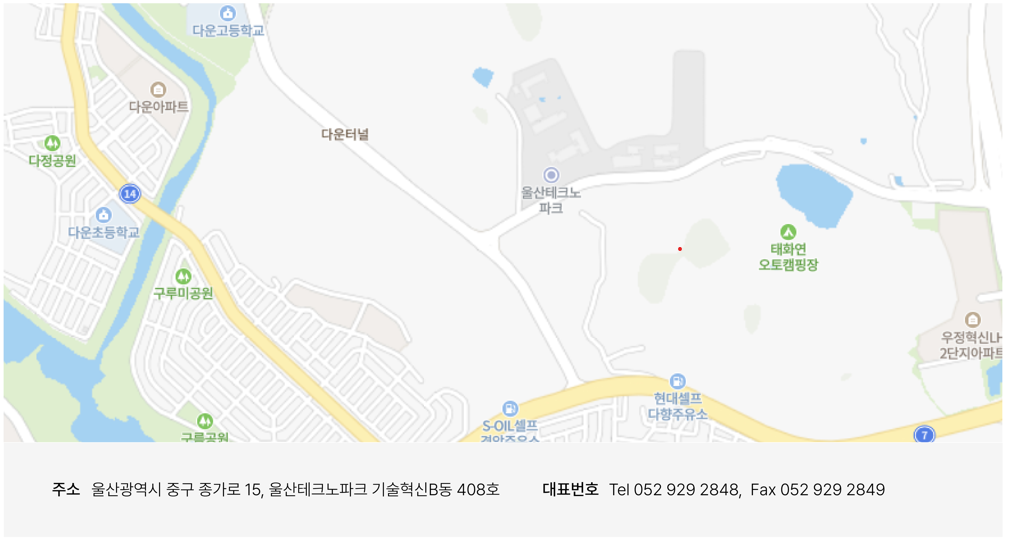 다운고등학교
다운아파트
다운터널
다정공원
울산테크노
파크
14
다운초등학교
태화연
오토캠핑장
구루미공원
우정혁신LH
2단지아파트
현대셀프
다향주유소
S-OIL셀프
구루공원
7
주소 울산광역시 중구 종가로 15, 울산테크노파크 기술혁신B동 408호
대표번호 Tel 052 929 2848, Fax 052 929 2849